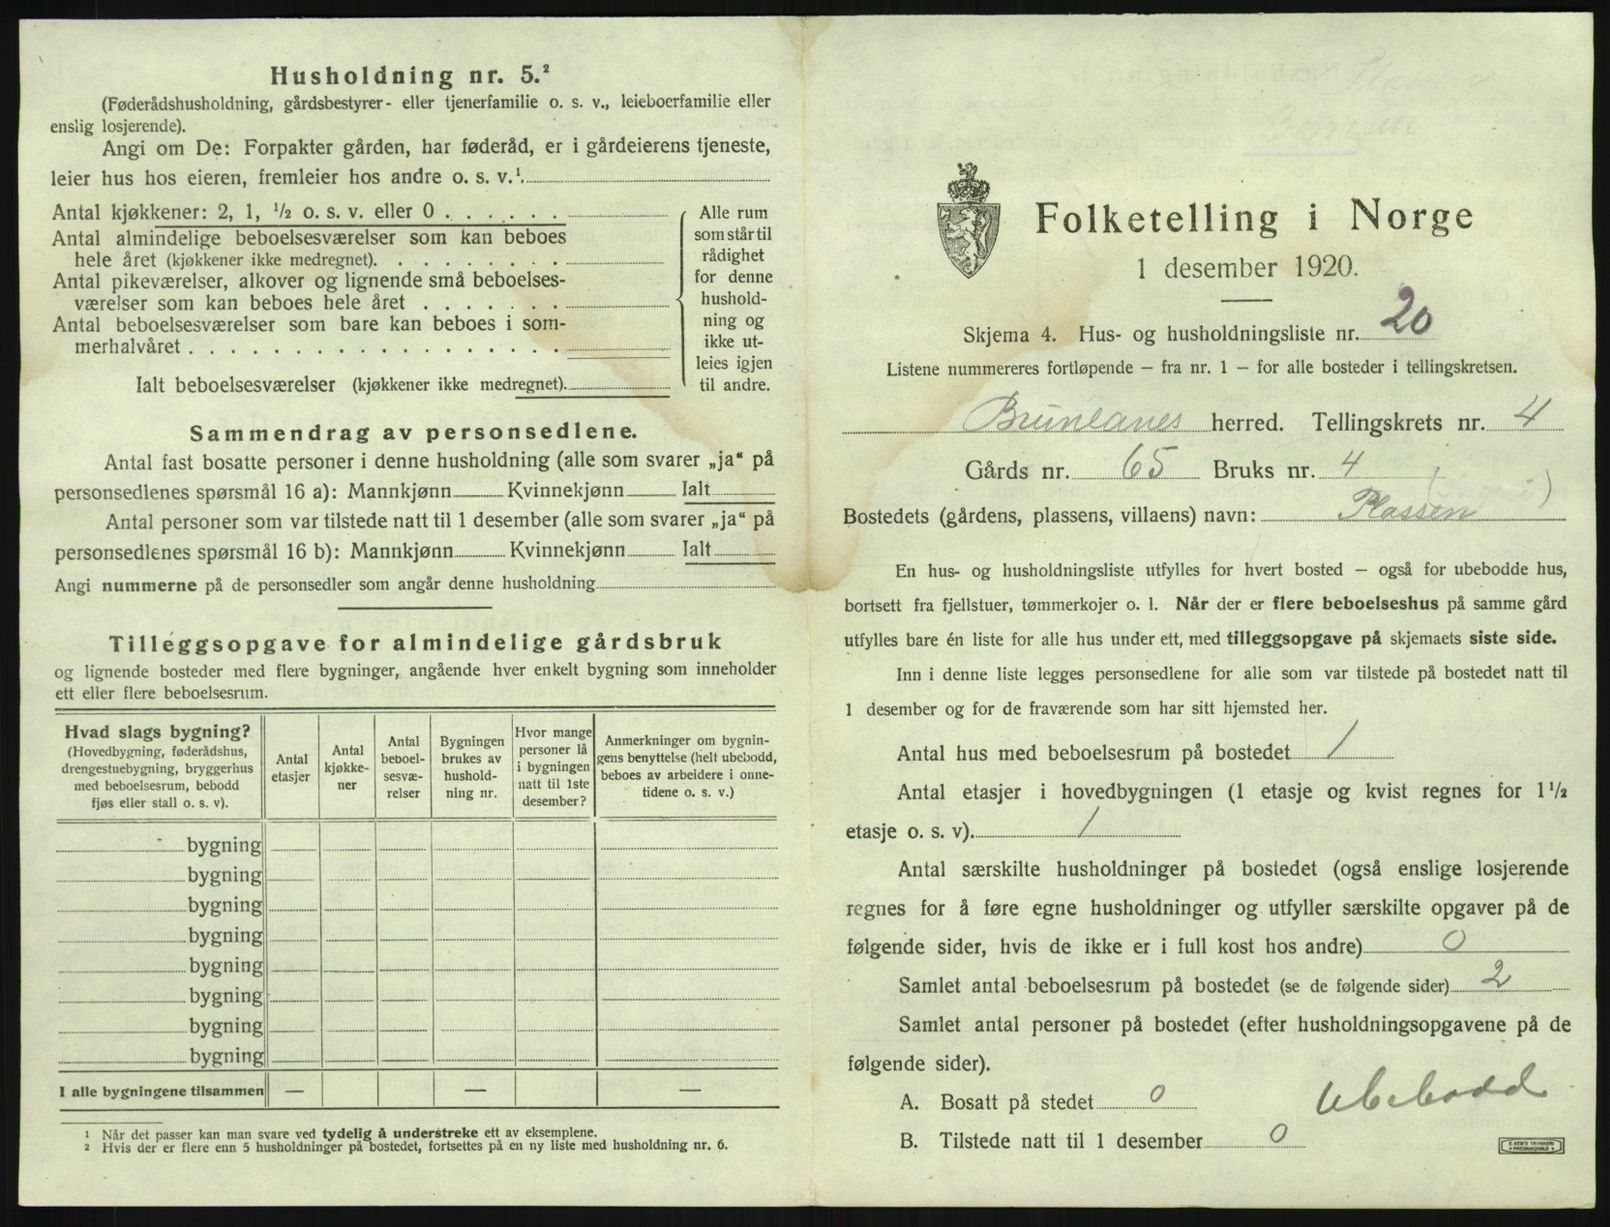 Husholdning nr. 5.²
(Føderådshusholdning, gårdsbestyrer- eller tjenerfamilie o. s. v., leieboerfamilie eller
enslig losjerende).
Angi om De: Forpakter gården, har føderåd, er i gårdeierens tjeneste,
leier hus hos eieren, fremleier hos andre o. s. v.¹
Antal kjøkkener: 2, 1, ½ o. s. v. eller 0
Antal almindelige beboelsesværelser som kan beboes
hele året (kjøkkener ikke medregnet).
Antal pikeværelser, alkover og lignende små beboelses-
værelser som kan beboes hele året
Antal beboelsesværelser som bare kan beboes i som-
merhalvåret
Ialt beboelsesværelser (kjøkkener ikke medregnet).
Alle rum
som står til
rådighet
for denne
hushold-
ning og
ikke ut-
leies igjen
til andre.
Sammendrag av personsedlene.
Antal fast bosatte personer i denne husholdning (alle som svarer „ja“ på
personsedlenes spørsmål 16 a): Mannkjønn Kvinnekjønn Ialt
Antal personer som var tilstede natt til 1 desember (alle som svarer „ja“ på
personsedlenes spørsmål 16 b): Mannkjønn Kvinnekjønn Ialt
Angi nummerne på de personsedler som angår denne husholdning
Tilleggsopgave for almindelige gårdsbruk
og lignende bosteder med flere bygninger, angående hver enkelt bygning som inneholder
ett eller flere beboelsesrum.
Hvad slags bygning?
(Hovedbygning, føderådshus,
drengestuebygning, bryggerhus
med beboelsesrum, bebodd
fjøs eller stall o. s. v).
Antal
etasjer
Antal
kjøkke-
ner
Antal
beboel-
sesvæ-
relser
Bygningen
brukes av
hushold-
ning nr.
Hvor mange
personer lå
i bygningen
natt til 1ste
desember?
Anmerkninger om bygnin-
gens benyttelse (helt ubebodd,
beboes av arbeidere i onne-
tidene o. s. v.)
bygning
bygning
bygning
bygning
bygning
bygning
bygning
bygning
I alle bygningene tilsammen — — —
¹ Når det passer kan man svare ved tydelig å understreke ett av eksemplene.
² Hvis der er flere enn 5 husholdninger på bostedet, fortsettes på en ny liste med husholdning nr. 6.
Folketelling i Norge
1 desember 1920.
Skjema 4. Hus- og husholdningsliste nr. 20
Listene nummereres fortløpende — fra nr. 1 — for alle bosteder i tellingskretsen.
Brunlanes herred. Tellingskrets nr. 4
Gårds nr. 65 Bruks nr. 4
Bostedets (gårdens, plassens, villaens) navn: Plassen
En hus- og husholdningsliste utfylles for hvert bosted — også for ubebodde hus,
bortsett fra fjellstuer, tømmerkojer o. l. Når der er flere beboelseshus på samme gård
utfylles bare én liste for alle hus under ett, med tilleggsopgave på skjemaets siste side.
Inn i denne liste legges personsedlene for alle som var tilstede på bostedet natt til
1 desember og for de fraværende som har sitt hjemsted her.
Antal hus med beboelsesrum på bostedet 1
Antal etasjer i hovedbygningen (1 etasje og kvist regnes for 1½
etasje o. s. v). 1
Antal særskilte husholdninger på bostedet (også enslige losjerende
regnes for å føre egne husholdninger og utfyller særskilte opgaver på de
følgende sider, hvis de ikke er i full kost hos andre) 0
Samlet antal beboelsesrum på bostedet (se de følgende sider) 2
Samlet antal personer på bostedet (efter husholdningsopgavene på de
følgende sider).
A. Bosatt på stedet 0
Ubebodd
B. Tilstede natt til 1 desember 0